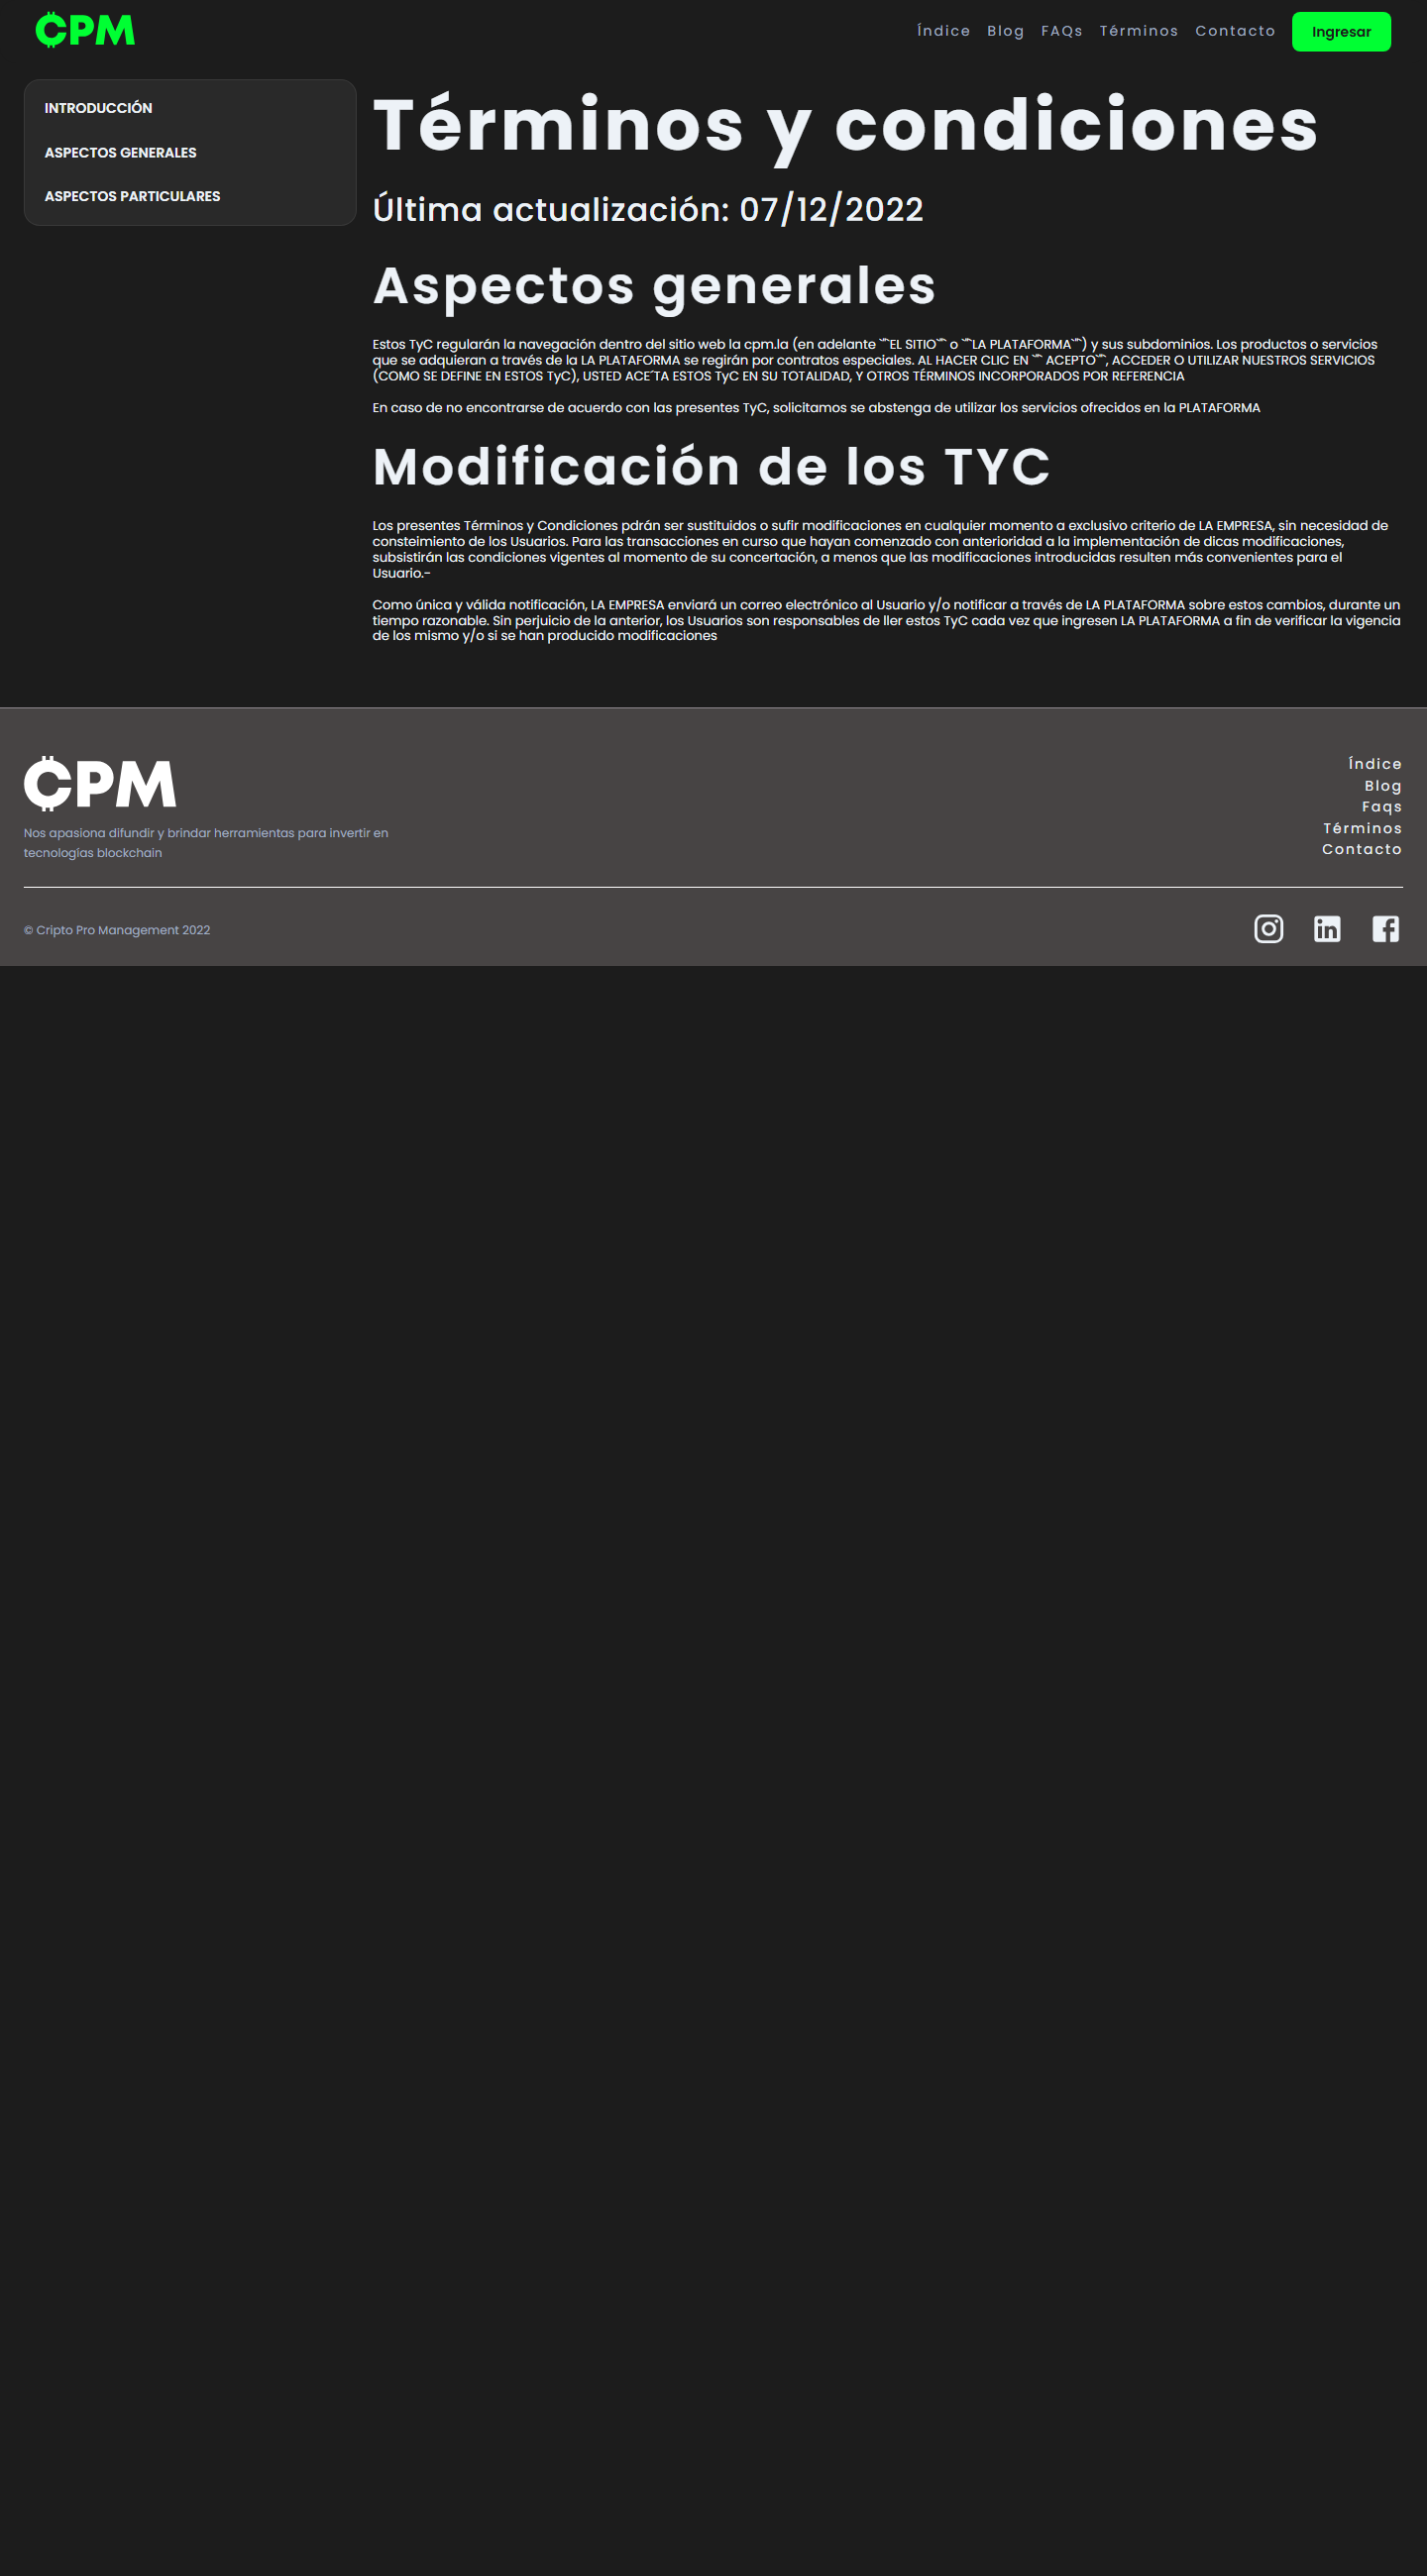 CPM
Índice Blog FAQs Términos Contacto Ingresar
INTRODUCCIÓN
ASPECTOS GENERALES
ASPECTOS PARTICULARES
Términos y condiciones
Última actualización: 07/12/2022
Aspectos generales
Estos TyC regularán la navegación dentro del sitio web la cpm.la (en adelante ̈ ̈EL SITIO ̈ ̈ o ̈ ̈LA PLATAFORMA ̈ ̈) y sus subdominios. Los productos o servicios
que se adquieran a través de la LA PLATAFORMA se regirán por contratos especiales. AL HACER CLIC EN ̈ ̈ ACEPTO ̈ ̈, ACCEDER O UTILIZAR NUESTROS SERVICIOS
(COMO SE DEFINE EN ESTOS TyC), USTED ACE´TA ESTOS TyC EN SU TOTALIDAD, Y OTROS TÉRMINOS INCORPORADOS POR REFERENCIA
En caso de no encontrarse de acuerdo con las presentes TyC, solicitamos se abstenga de utilizar los servicios ofrecidos en la PLATAFORMA
Modificación de los TYC
Los presentes Términos y Condiciones pdrán ser sustituidos o sufir modificaciones en cualquier momento a exclusivo criterio de LA EMPRESA, sin necesidad de
consteimiento de los Usuarios. Para las transacciones en curso que hayan comenzado con anterioridad a la implementación de dicas modificaciones,
subsistirán las condiciones vigentes al momento de su concertación, a menos que las modificaciones introducidas resulten más convenientes para el
Usuario.-
Como única y válida notificación, LA EMPRESA enviará un correo electrónico al Usuario y/o notificar a través de LA PLATAFORMA sobre estos cambios, durante un
tiempo razonable. Sin perjuicio de la anterior, los Usuarios son responsables de ller estos TyC cada vez que ingresen LA PLATAFORMA a fin de verificar la vigencia
de los mismo y/o si se han producido modificaciones
CPM
Nos apasiona difundir y brindar herramientas para invertir en
tecnologías blockchain
Índice
Blog
Faqs
Términos
Contacto
© Cripto Pro Management 2022